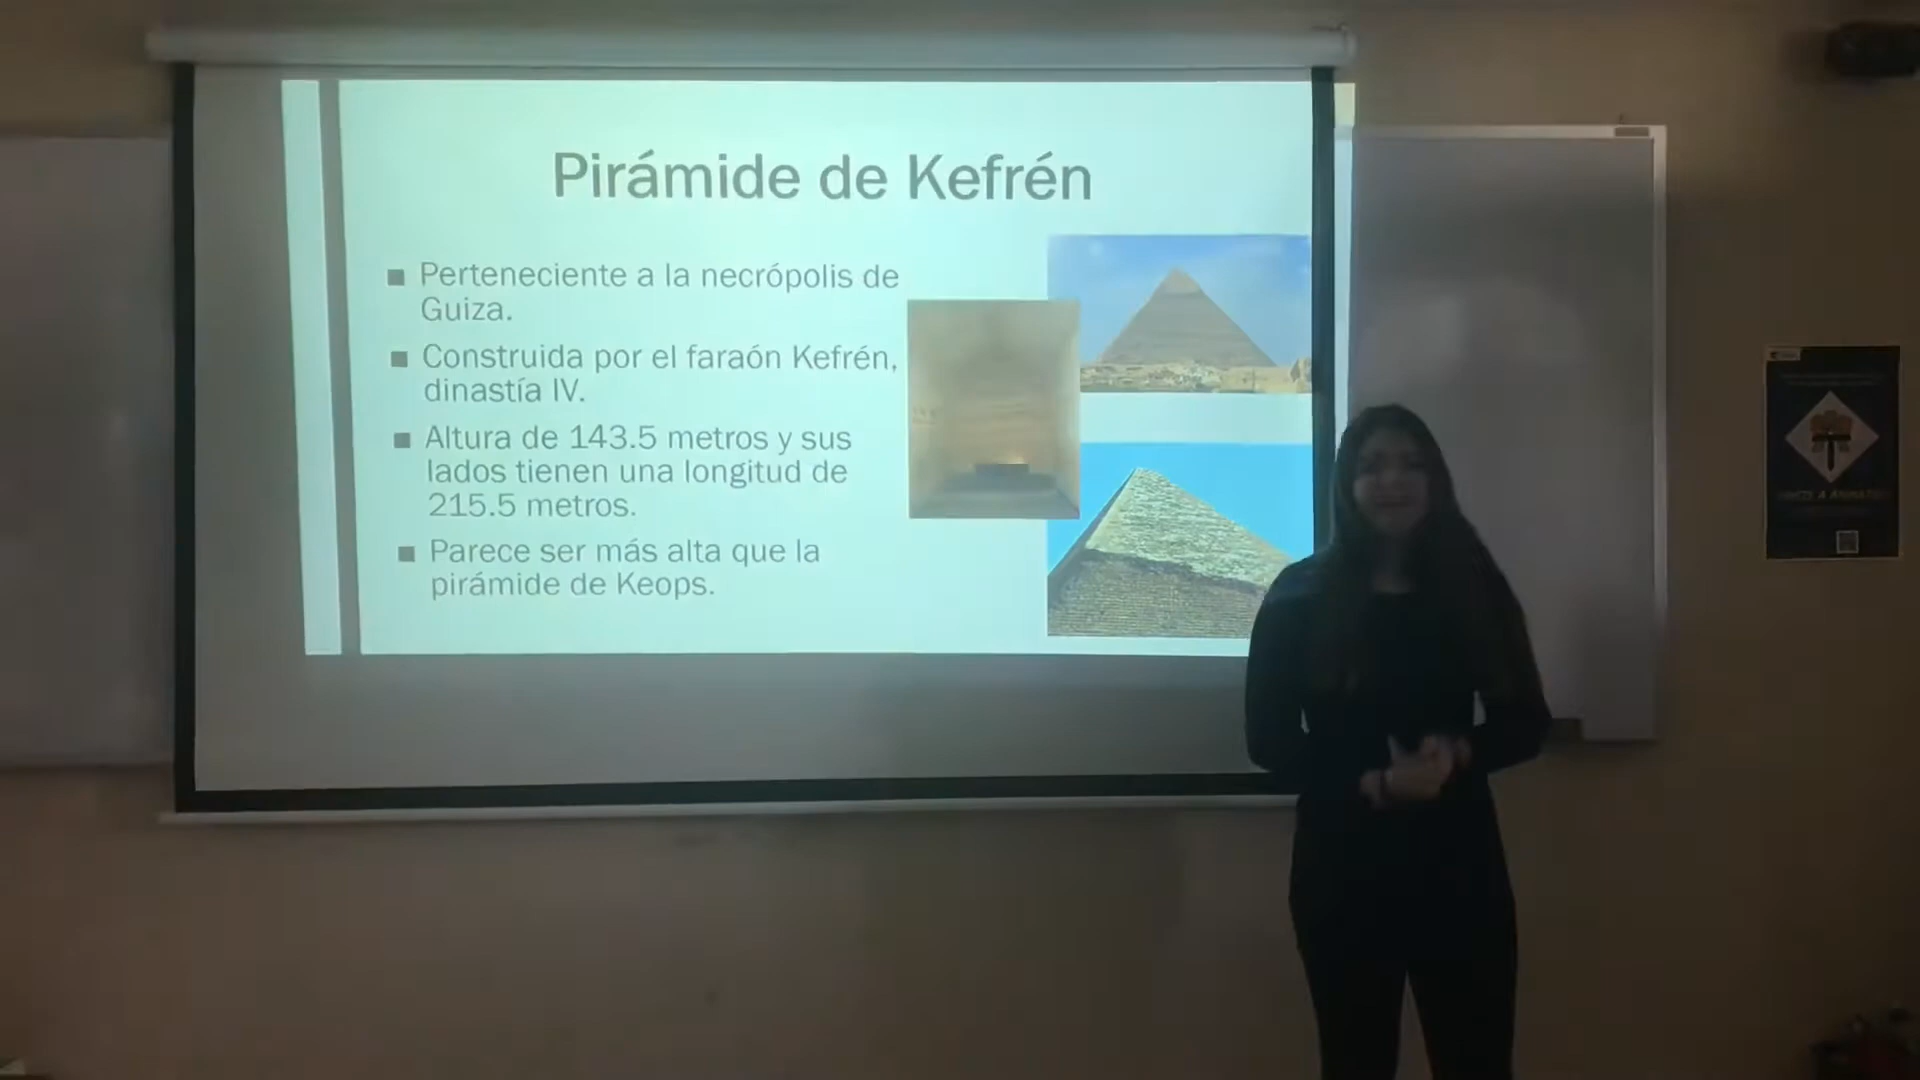 Pirámide de Kefrén
■ Perteneciente a la necrópolis de
Guiza.
■ Construida por el faraón Kefrén,
dinastía IV.
■ Altura de 143.5 metros y sus
lados tienen una longitud de
215.5 metros.
■ Parece ser más alta que la
pirámide de Keops.